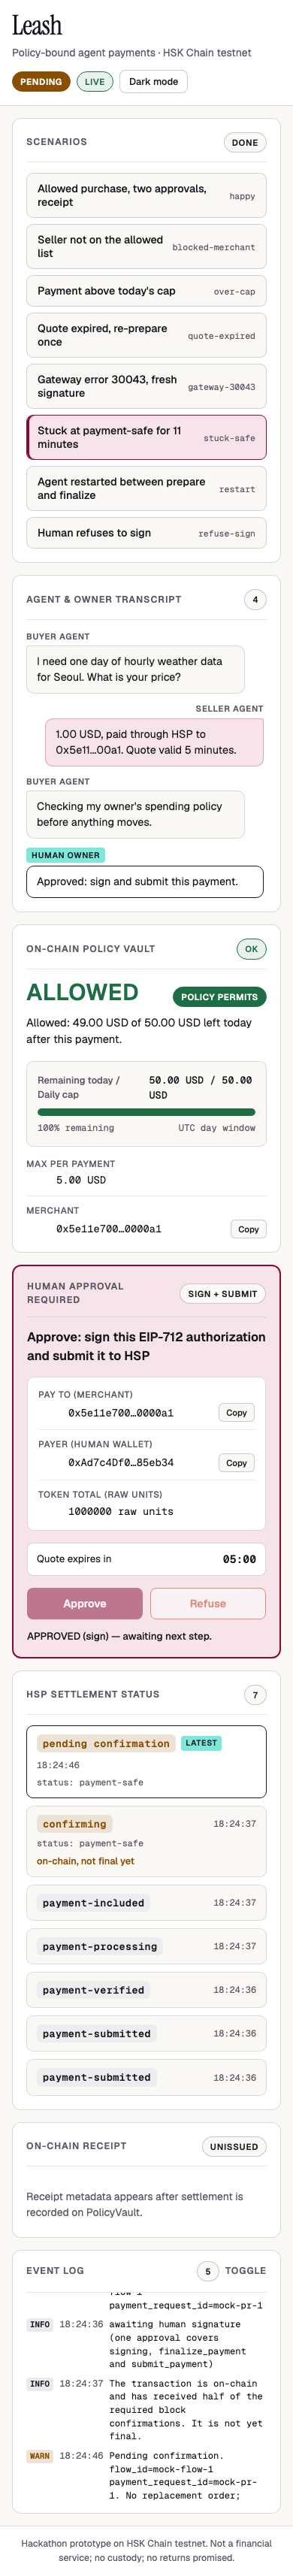 Leash
Policy-bound agent payments · HSK Chain testnet
PENDING
LIVE
Dark mode
SCENARIOS
DONE
Allowed purchase, two approvals,
receipt
happy
Seller not on the allowed
list
blocked-merchant
Payment above today's cap
over-cap
Quote expired, re-prepare
once
quote-expired
Gateway error 30043, fresh
signature
gateway-30043
Stuck at payment-safe for 11
minutes
stuck-safe
Agent restarted between prepare
and finalize
restart
Human refuses to sign
refuse-sign
AGENT & OWNER TRANSCRIPT
4
BUYER AGENT
I need one day of hourly weather data
for Seoul. What is your price?
SELLER AGENT
1.00 USD, paid through HSP to
0x5e11...00a1. Quote valid 5 minutes.
BUYER AGENT
Checking my owner's spending policy
before anything moves.
HUMAN OWNER
Approved: sign and submit this payment.
ON-CHAIN POLICY VAULT
OK
ALLOWED
POLICY PERMITS
Allowed: 49.00 USD of 50.00 USD left today
after this payment.
Remaining today /
Daily cap
50.00 USD / 50.00
USD
100% remaining
UTC day window
MAX PER PAYMENT
5.00 USD
MERCHANT
0x5e11e700…0000a1
Copy
HUMAN APPROVAL
REQUIRED
SIGN + SUBMIT
Approve: sign this EIP-712 authorization
and submit it to HSP
PAY TO (MERCHANT)
0x5e11e700…0000a1
Copy
PAYER (HUMAN WALLET)
0xAd7c4Df0…85eb34
Copy
TOKEN TOTAL (RAW UNITS)
1000000 raw units
Quote expires in
05:00
Approve
Refuse
APPROVED (sign) — awaiting next step.
HSP SETTLEMENT STATUS
7
pending confirmation
LATEST
18:24:46
status: payment-safe
confirming
18:24:37
status: payment-safe
on-chain, not final yet
payment-included
18:24:37
payment-processing
18:24:37
payment-verified
18:24:36
payment-submitted
18:24:36
payment-submitted
18:24:36
ON-CHAIN RECEIPT
UNISSUED
Receipt metadata appears after settlement is
recorded on PolicyVault.
EVENT LOG
5
TOGGLE
flow-1
payment_request_id=mock-pr-1
INFO
18:24:36
awaiting human signature
(one approval covers
signing, finalize_payment
and submit_payment)
INFO
18:24:37
The transaction is on-chain
and has received half of the
required block
confirmations. It is not yet
final.
WARN
18:24:46
Pending confirmation.
flow_id=mock-flow-1
payment_request_id=mock-pr-
1. No replacement order;
Hackathon prototype on HSK Chain testnet. Not a financial
service; no custody; no returns promised.